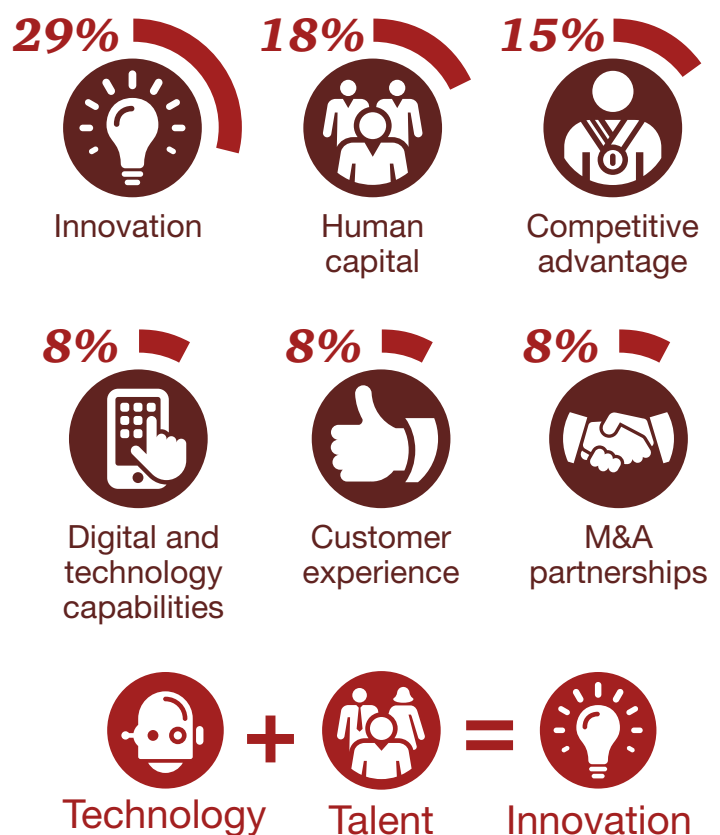 29%
18%
15%
Innovation
Human
capital
Competitive
advantage
8%
8%
8%
Digital and
technology
capabilities
Customer
experience
M&A
partnerships
+
=
Technology
Talent
Innovation